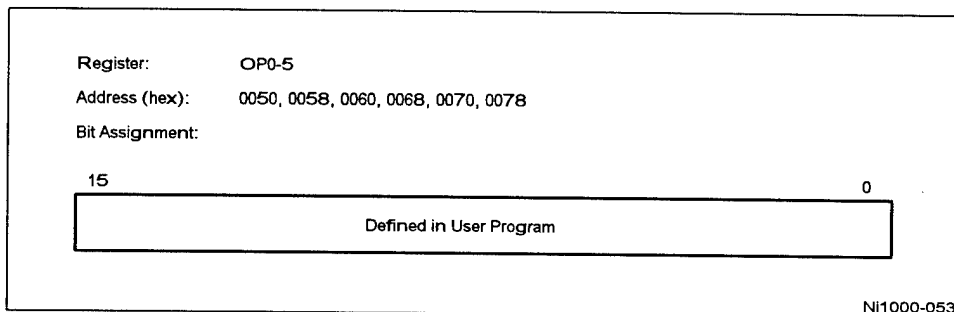 Register: OP0-5
Address (hex): 0050, 0058, 0060, 0068, 0070, 0078
Bit Assignment:
15 0
Defined in User Program
Ni1000-053